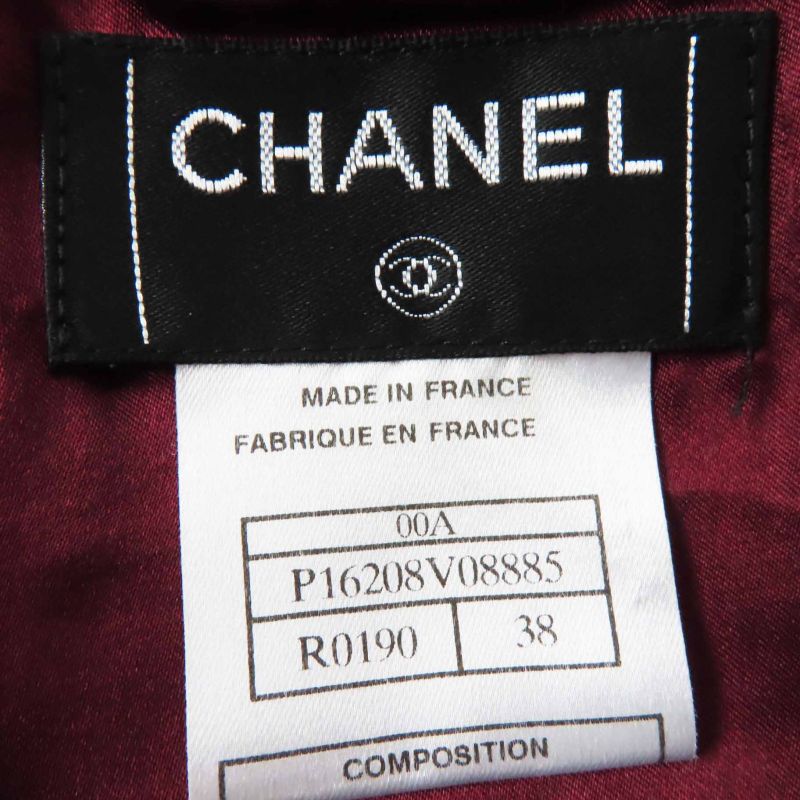 CHANEL
MADE IN FRANCE
FABRIQUE EN FRANCE
00A
P16208V08885
R0190 38
COMPOSITION